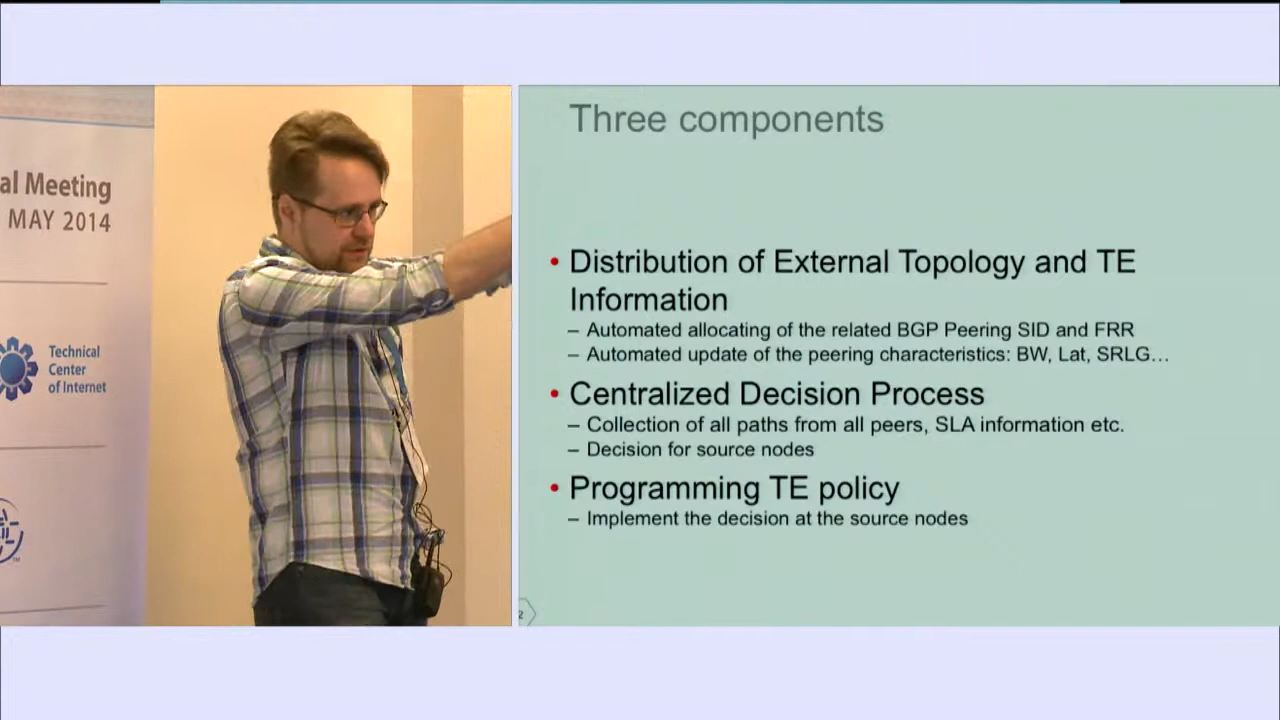 al Meeting
MAY 2014
Technical
Center
of Internet
Three components
• Distribution of External Topology and TE
Information
– Automated allocating of the related BGP Peering SID and FRR
– Automated update of the peering characteristics: BW, Lat, SRLG…
• Centralized Decision Process
– Collection of all paths from all peers, SLA information etc.
– Decision for source nodes
• Programming TE policy
– Implement the decision at the source nodes
2